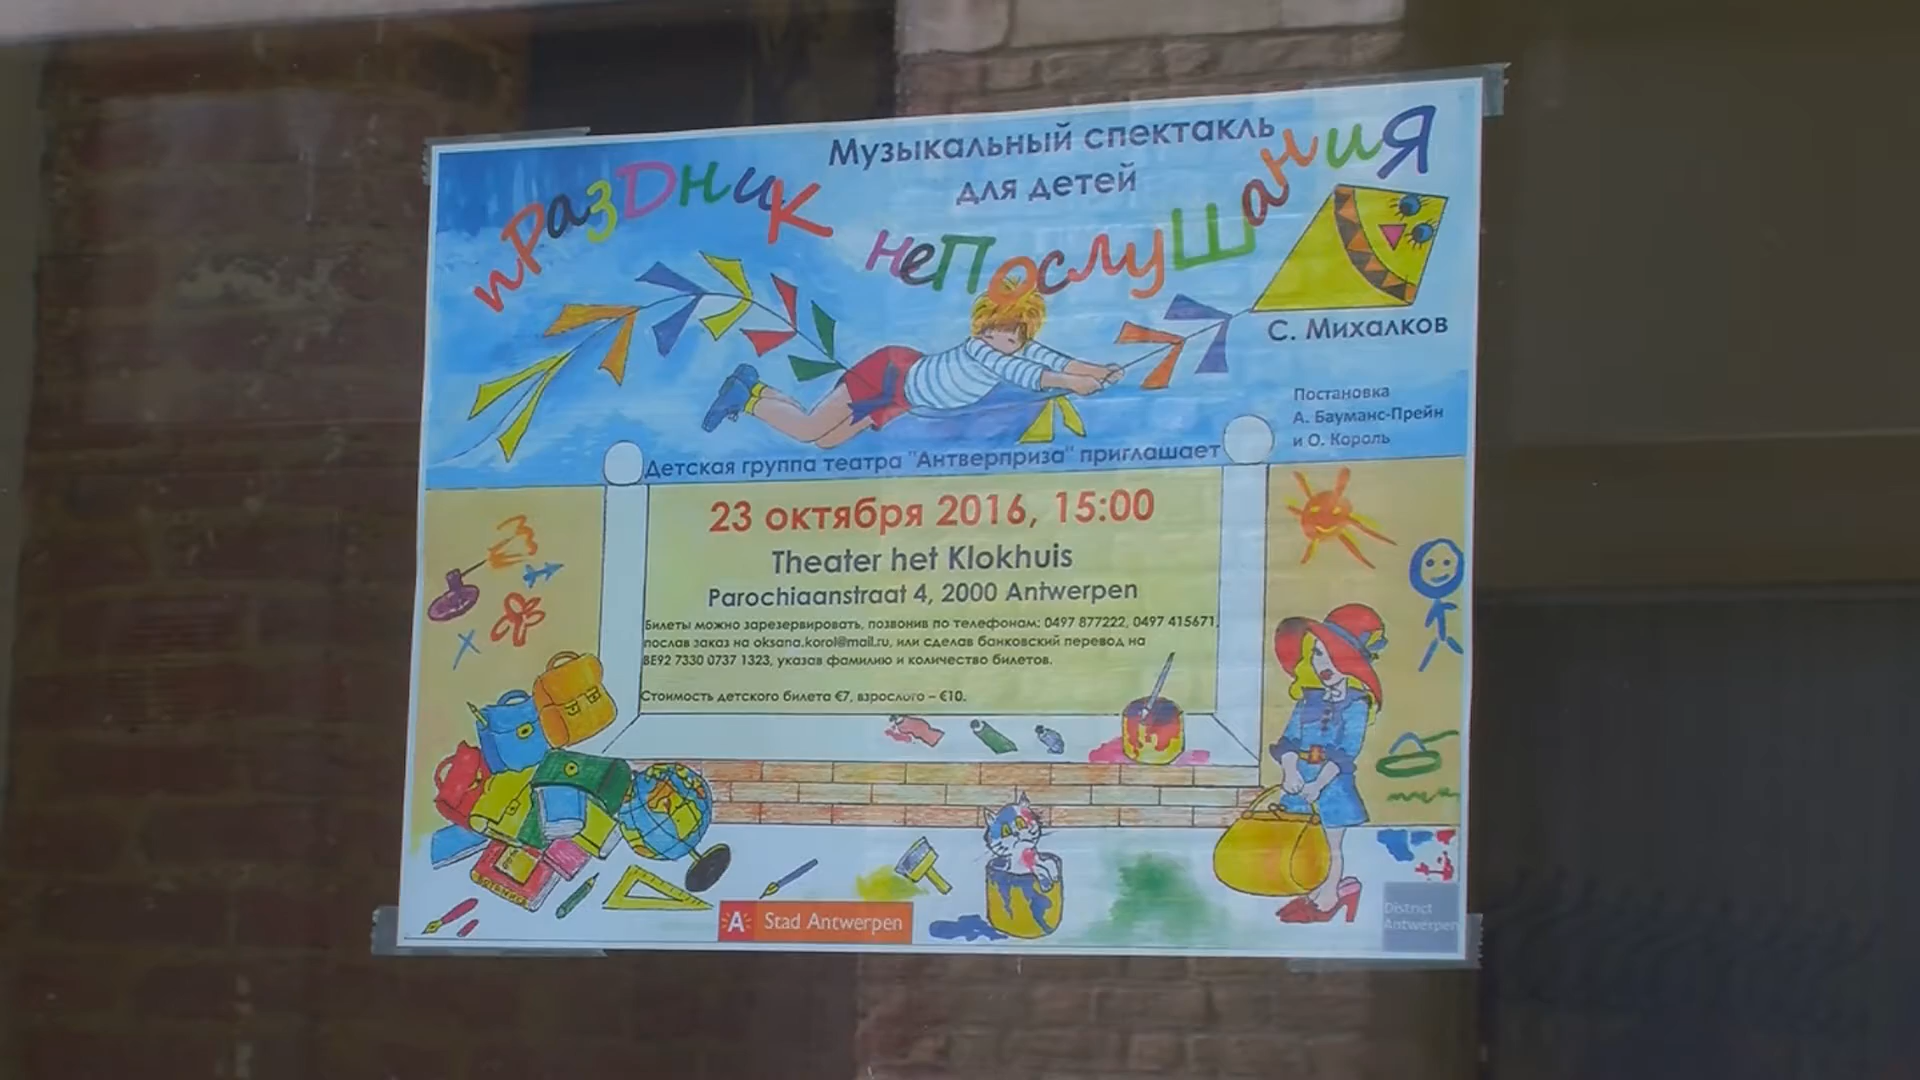 Музыкальный спектакль
для детей
праздник
непослушания
С. Михалков
Постановка
А. Бауманс-Прейн
и О. Король
Детская группа театра "Антверприза" приглашает
23 октября 2016, 15:00
Theater het Klokhuis
Parochiaanstraat 4, 2000 Antwerpen
Билеты можно зарезервировать, позвонив по телефонам: 0497 877222, 0497 415671,
послав заказ на oksana.korol@mail.ru, или сделав банковский перевод на
BE92 7330 0737 1323, указав фамилию и количество билетов.
Стоимость детского билета €7, взрослого – €10.
A Stad Antwerpen
District
Antwerpen